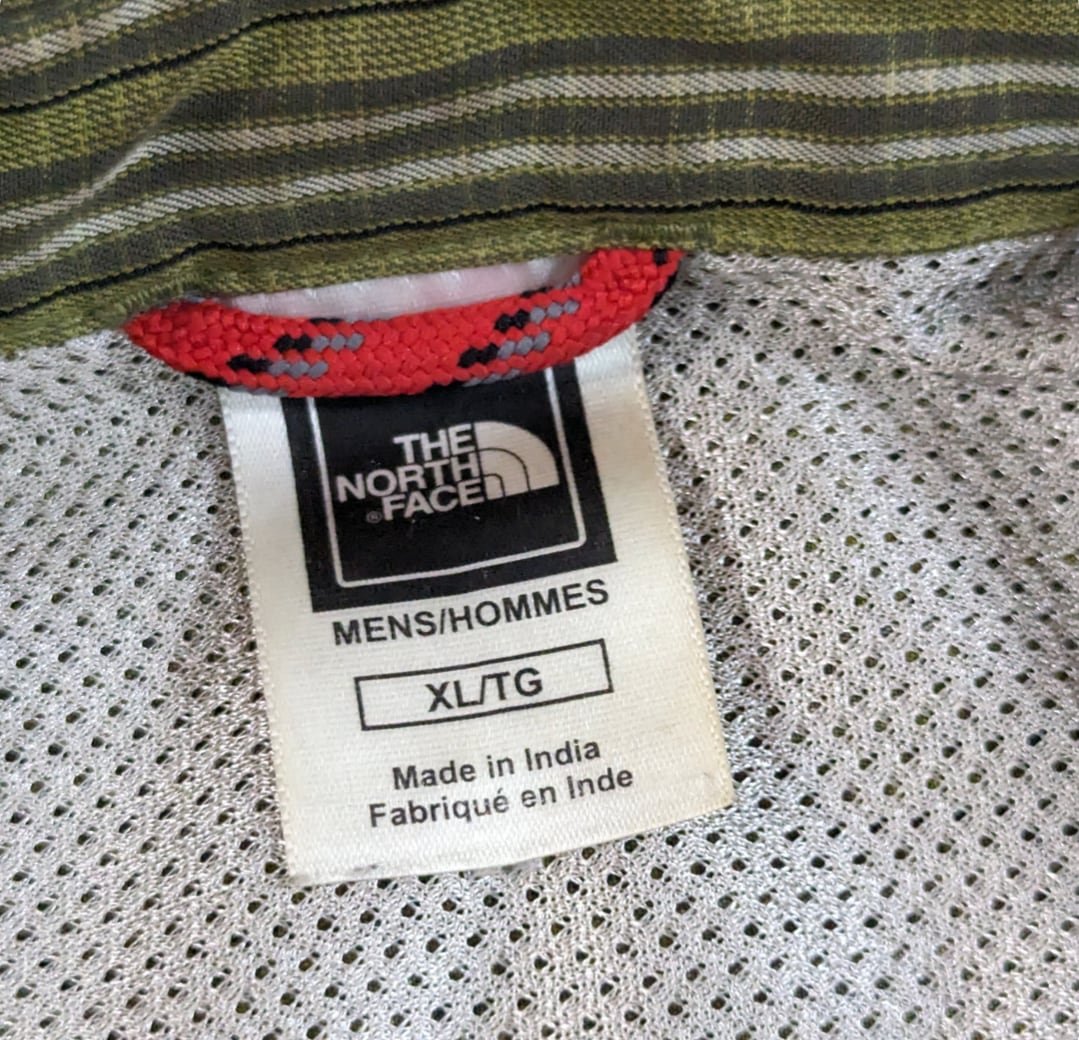 THE
NORTH
FACE®
MENS/HOMMES
XL/TG
Made in India
Fabriqué en Inde